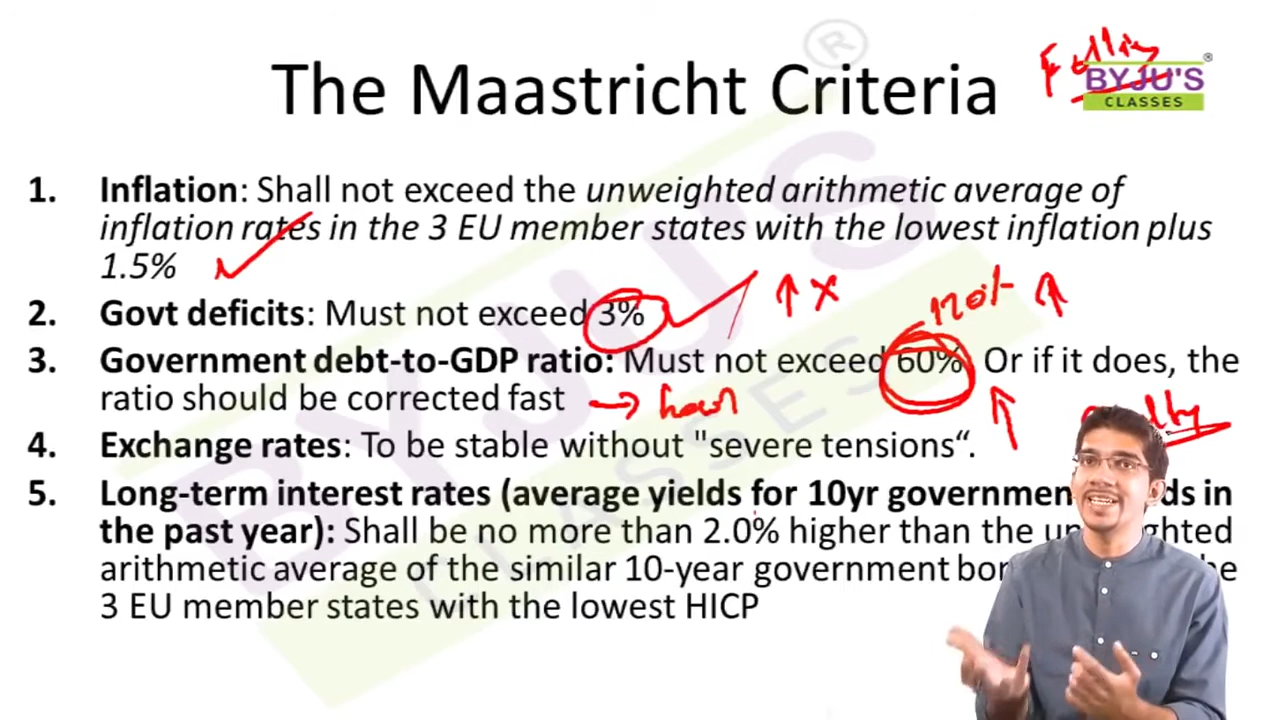 The Maastricht Criteria
BYJU'S
CLASSES
1. Inflation: Shall not exceed the unweighted arithmetic average of
inflation rates in the 3 EU member states with the lowest inflation plus
1.5%
2. Govt deficits: Must not exceed 3%
120%
3. Government debt-to-GDP ratio: Must not exceed 60% Or if it does, the
ratio should be corrected fast
4. Exchange rates: To be stable without "severe tensions“.
5. Long-term interest rates (average yields for 10yr in
the past year): Shall be no more than 2.0% higher than the
arithmetic average of the similar 10-year government
3 EU member states with the lowest HICP